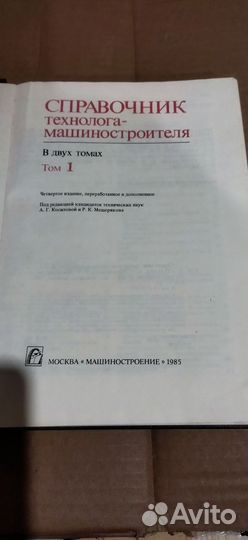 СПРАВОЧНИК
технолога-
машиностроителя
В двух томах
Том 1
Четвертое издание, переработанное и дополненное
Под редакцией кандидатов технических наук
А. Г. Косиловой и Р. К. Мещерякова
МОСКВА «МАШИНОСТРОЕНИЕ» 1985
Avito